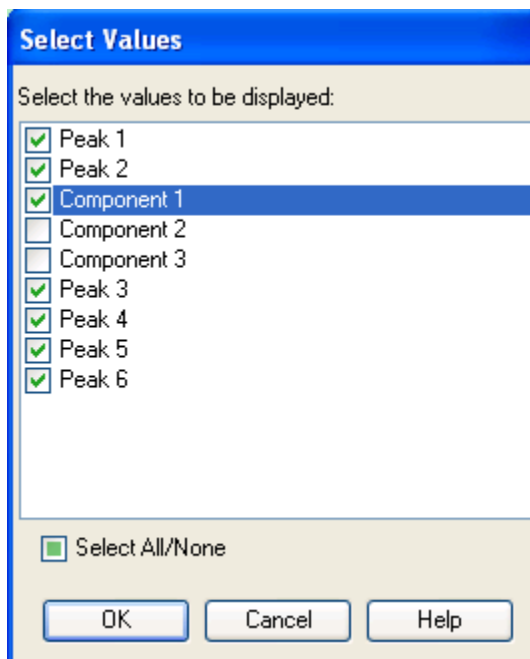 Select Values
Select the values to be displayed:
Peak 1
Peak 2
Component 1
Component 2
Component 3
Peak 3
Peak 4
Peak 5
Peak 6
Select All/None
OK Cancel Help